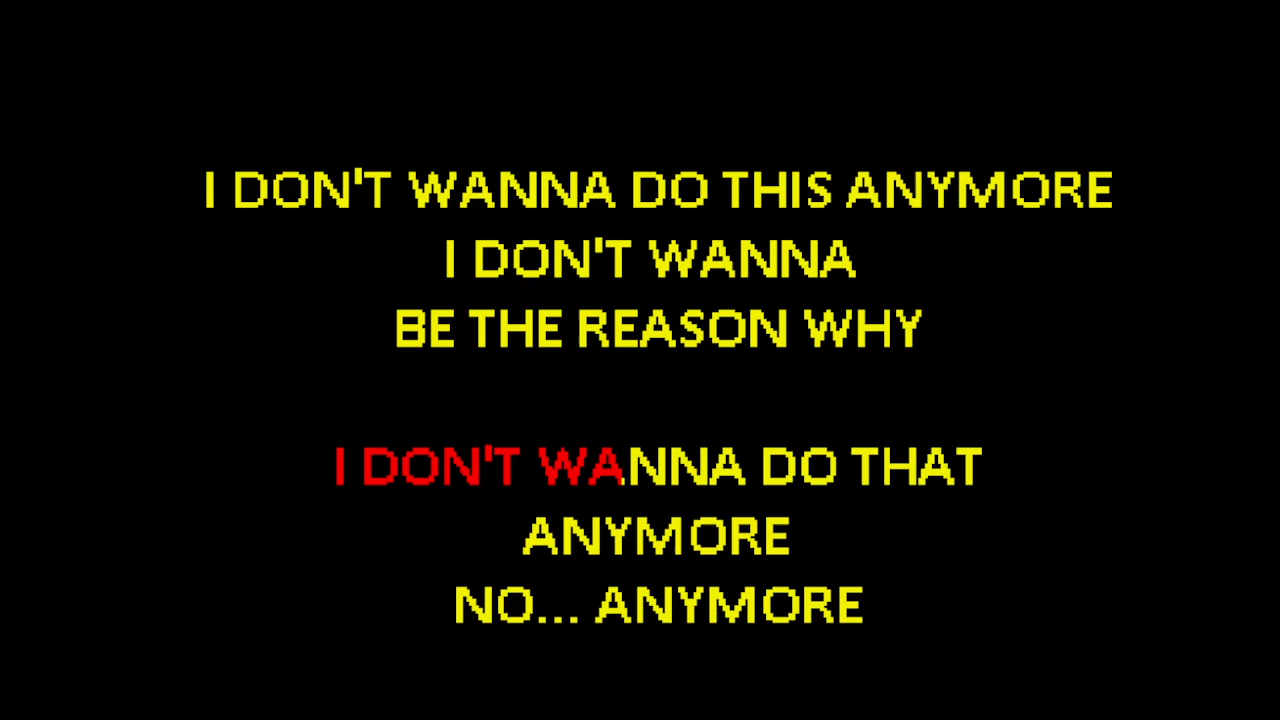 I DON'T WANNA DO THIS ANYMORE
I DON'T WANNA
BE THE REASON WHY
I DON'T WANNA DO THAT
ANYMORE
NO... ANYMORE